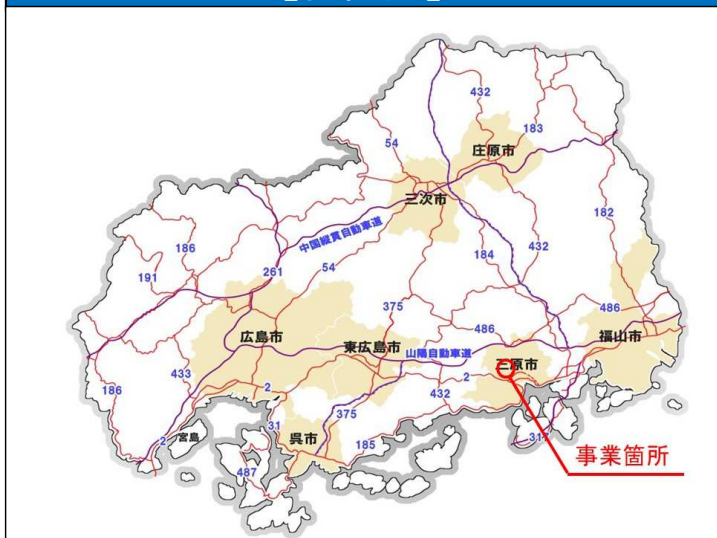 432
183
54
庄原市
三次市
182
中国縦貫自動車道
186
191
261
54
184
432
375
486
486
広島市
東広島市
山陽自動車道
三原市
福山市
186
433
2
2
432
31
375
呉市
185
317
2
宮島
487
事業箇所